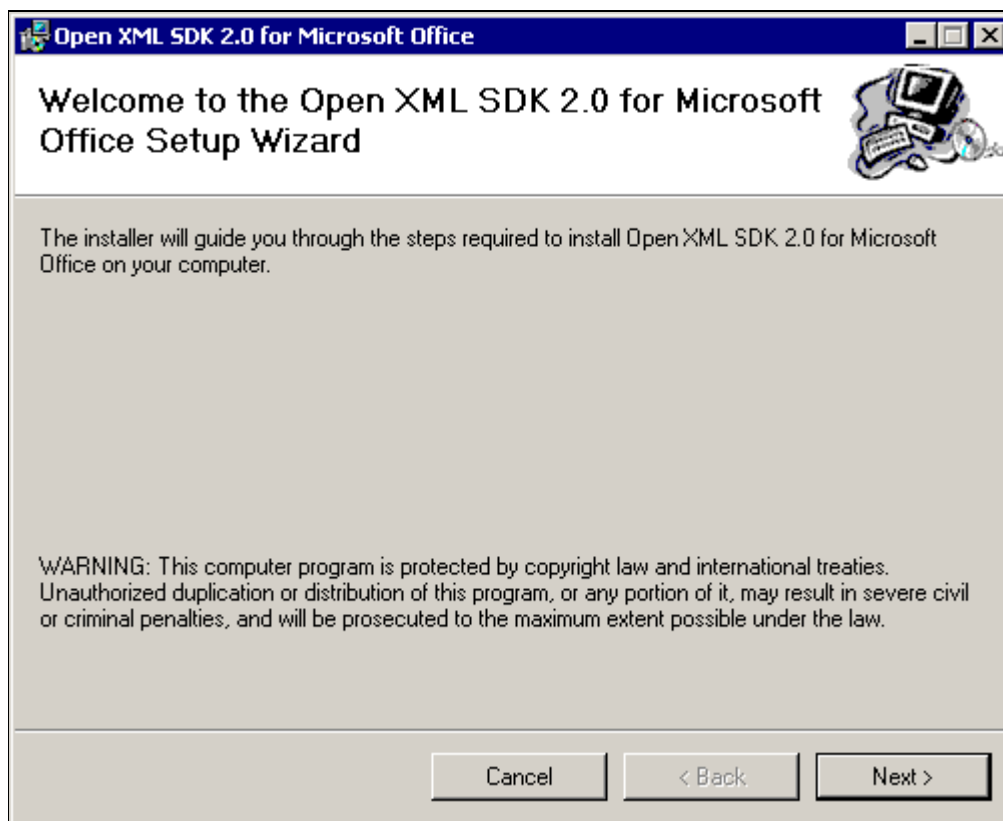 Open XML SDK 2.0 for Microsoft Office
Welcome to the Open XML SDK 2.0 for Microsoft
Office Setup Wizard
The installer will guide you through the steps required to install Open XML SDK 2.0 for Microsoft
Office on your computer.
WARNING: This computer program is protected by copyright law and international treaties.
Unauthorized duplication or distribution of this program, or any portion of it, may result in severe civil
or criminal penalties, and will be prosecuted to the maximum extent possible under the law.
Cancel
< Back
Next >